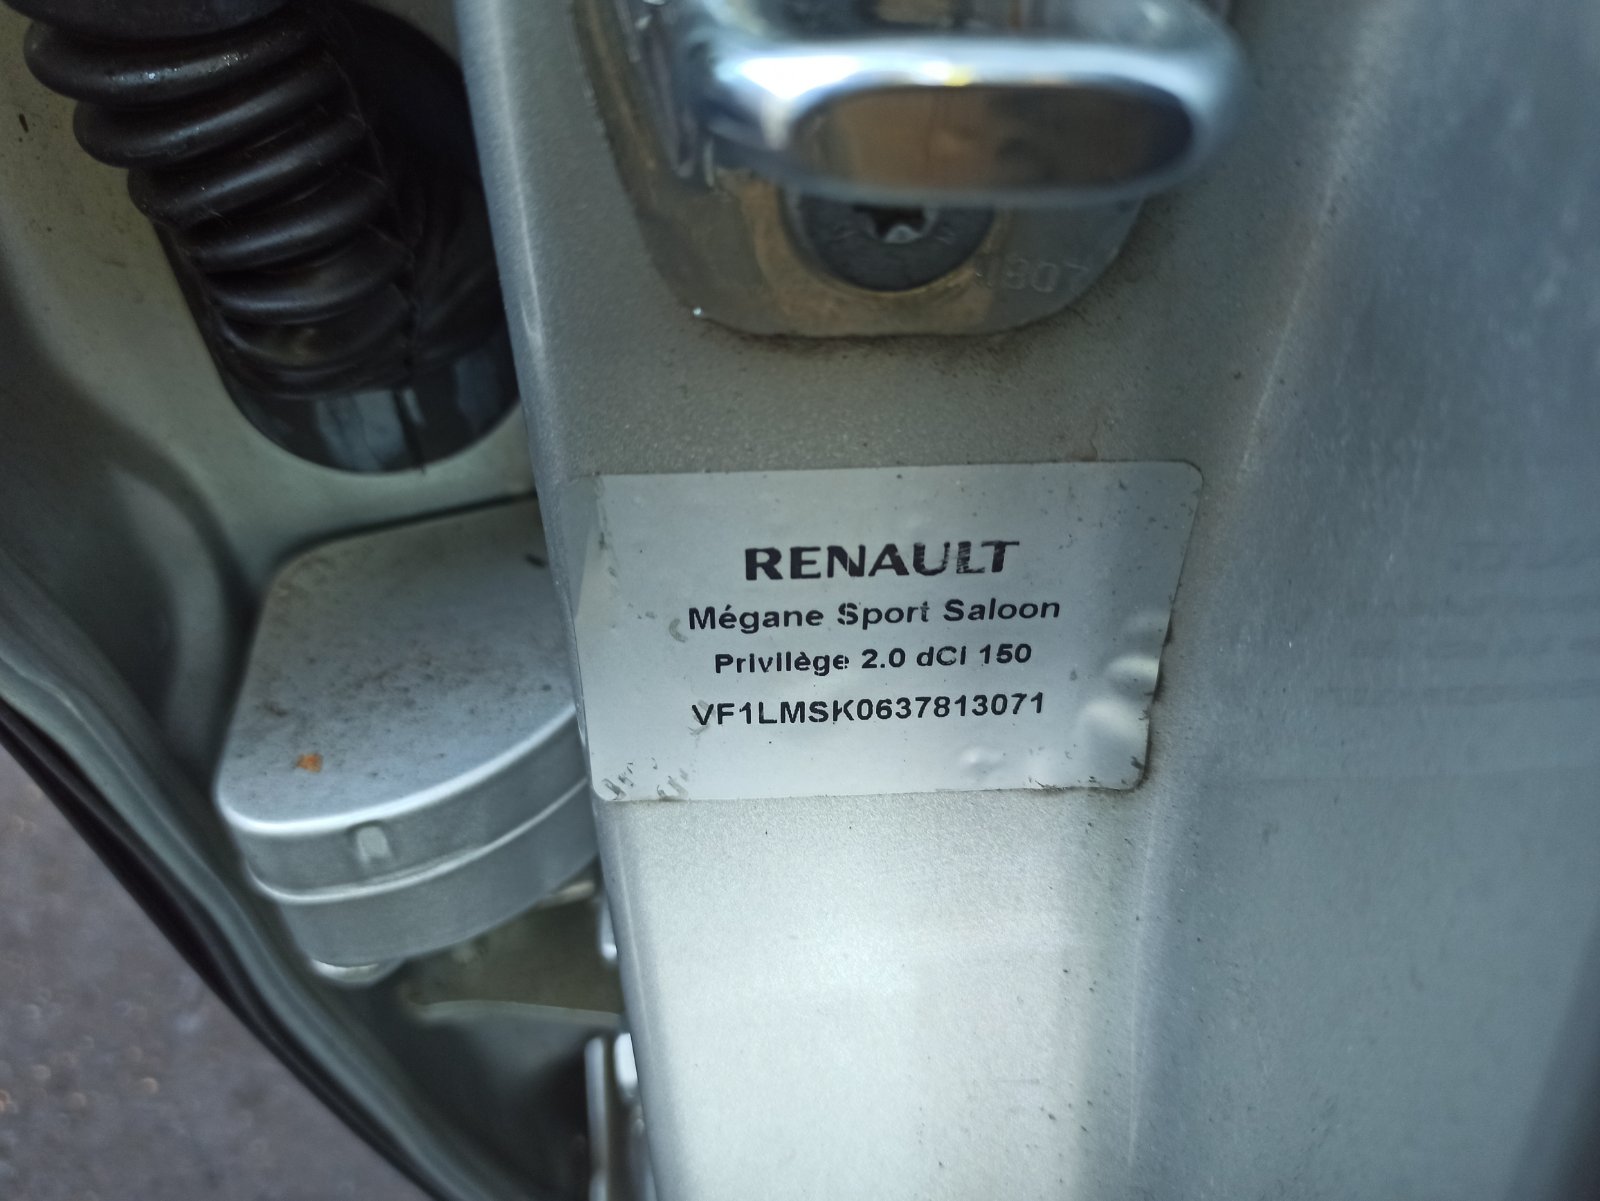 RENAULT
Mégane Sport Saloon
Privilège 2.0 dCi 150
VF1LMSK0637813071